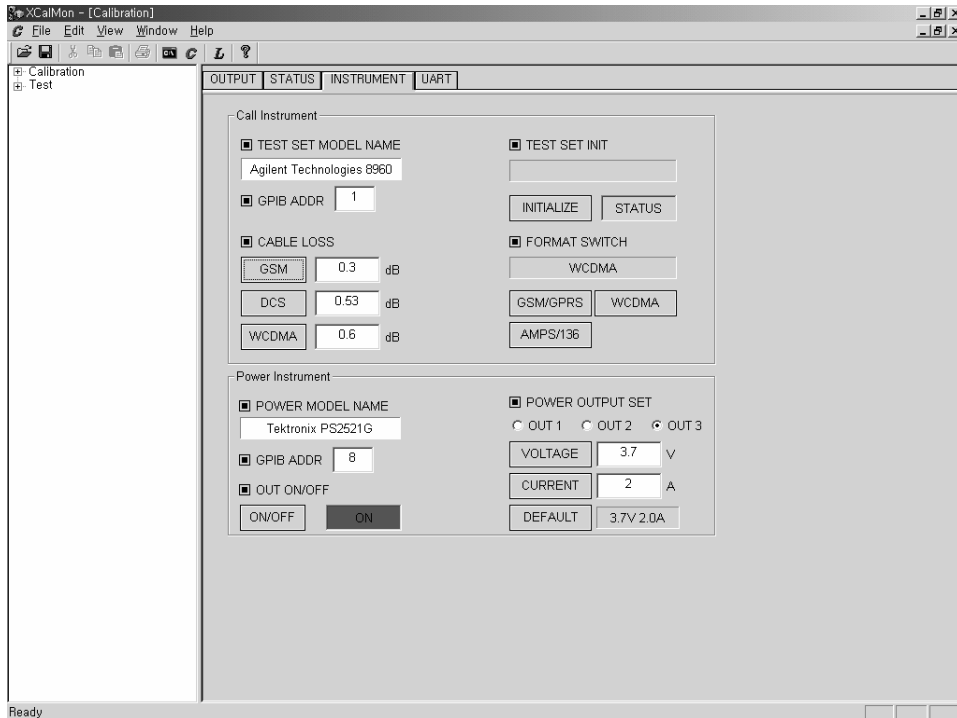 XCalMon - [Calibration]
C File Edit View Window Help
C:\ C L ?
Calibration
Test
OUTPUT STATUS INSTRUMENT UART
Call Instrument
TEST SET MODEL NAME
Agilent Technologies 8960
GPIB ADDR 1
TEST SET INIT
INITIALIZE STATUS
CABLE LOSS
GSM 0.3 dB
DCS 0.53 dB
WCDMA 0.6 dB
FORMAT SWITCH
WCDMA
GSM/GPRS WCDMA
AMPS/136
Power Instrument
POWER MODEL NAME
Tektronix PS2521G
GPIB ADDR 8
OUT ON/OFF
ON/OFF ON
POWER OUTPUT SET
OUT 1 OUT 2 OUT 3
VOLTAGE 3.7 V
CURRENT 2 A
DEFAULT 3.7V 2.0A
Ready